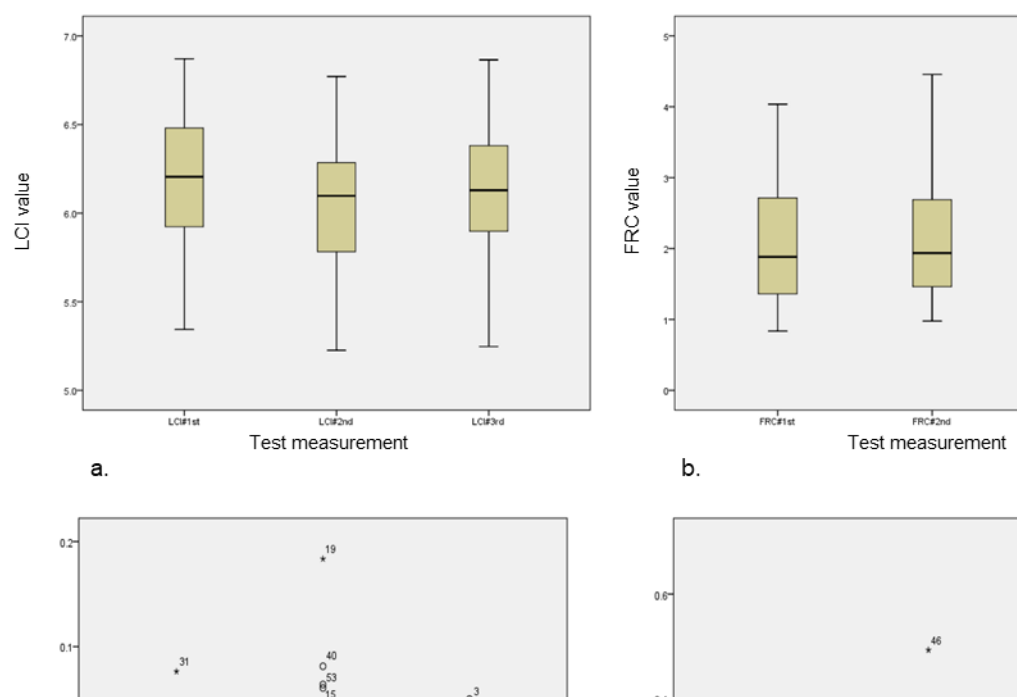 7.0
6.5
6.0
5.5
5.0
LCI value
LCI#1st LCI#2nd LCI#3rd
Test measurement
a.
5
4
3
2
1
0
FRC value
FRC#1st FRC#2nd
Test measurement
b.
0.2
0.1
19
31
40
53
15
3
0.6
46